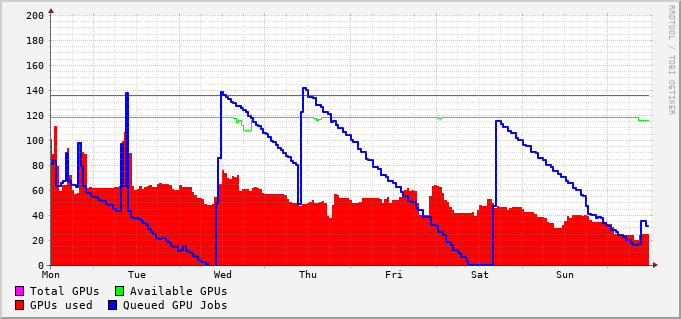 200
180
160
140
120
100
80
60
40
20
0
Mon Tue Wed Thu Fri Sat Sun
Total GPUs Available GPUs
GPUs used Queued GPU Jobs
RRDTOOL / TOBI OETIKER